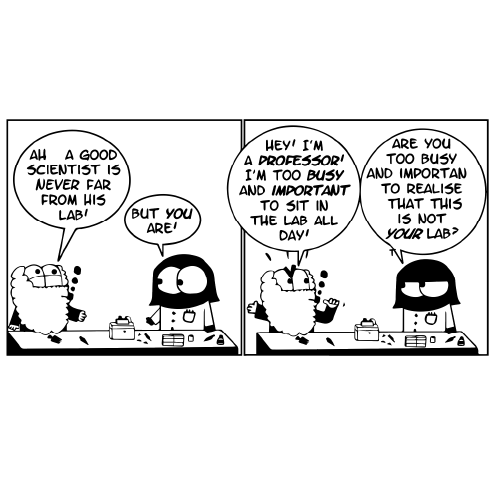 AH A GOOD
SCIENTIST IS
NEVER FAR
FROM HIS
LAB!
BUT YOU
ARE!
HEY! I'M
A PROFESSOR!
I'M TOO BUSY
AND IMPORTANT
TO SIT IN
THE LAB ALL
DAY!
ARE YOU
TOO BUSY
AND IMPORTAN
TO REALISE
THAT THIS
IS NOT
YOUR LAB?